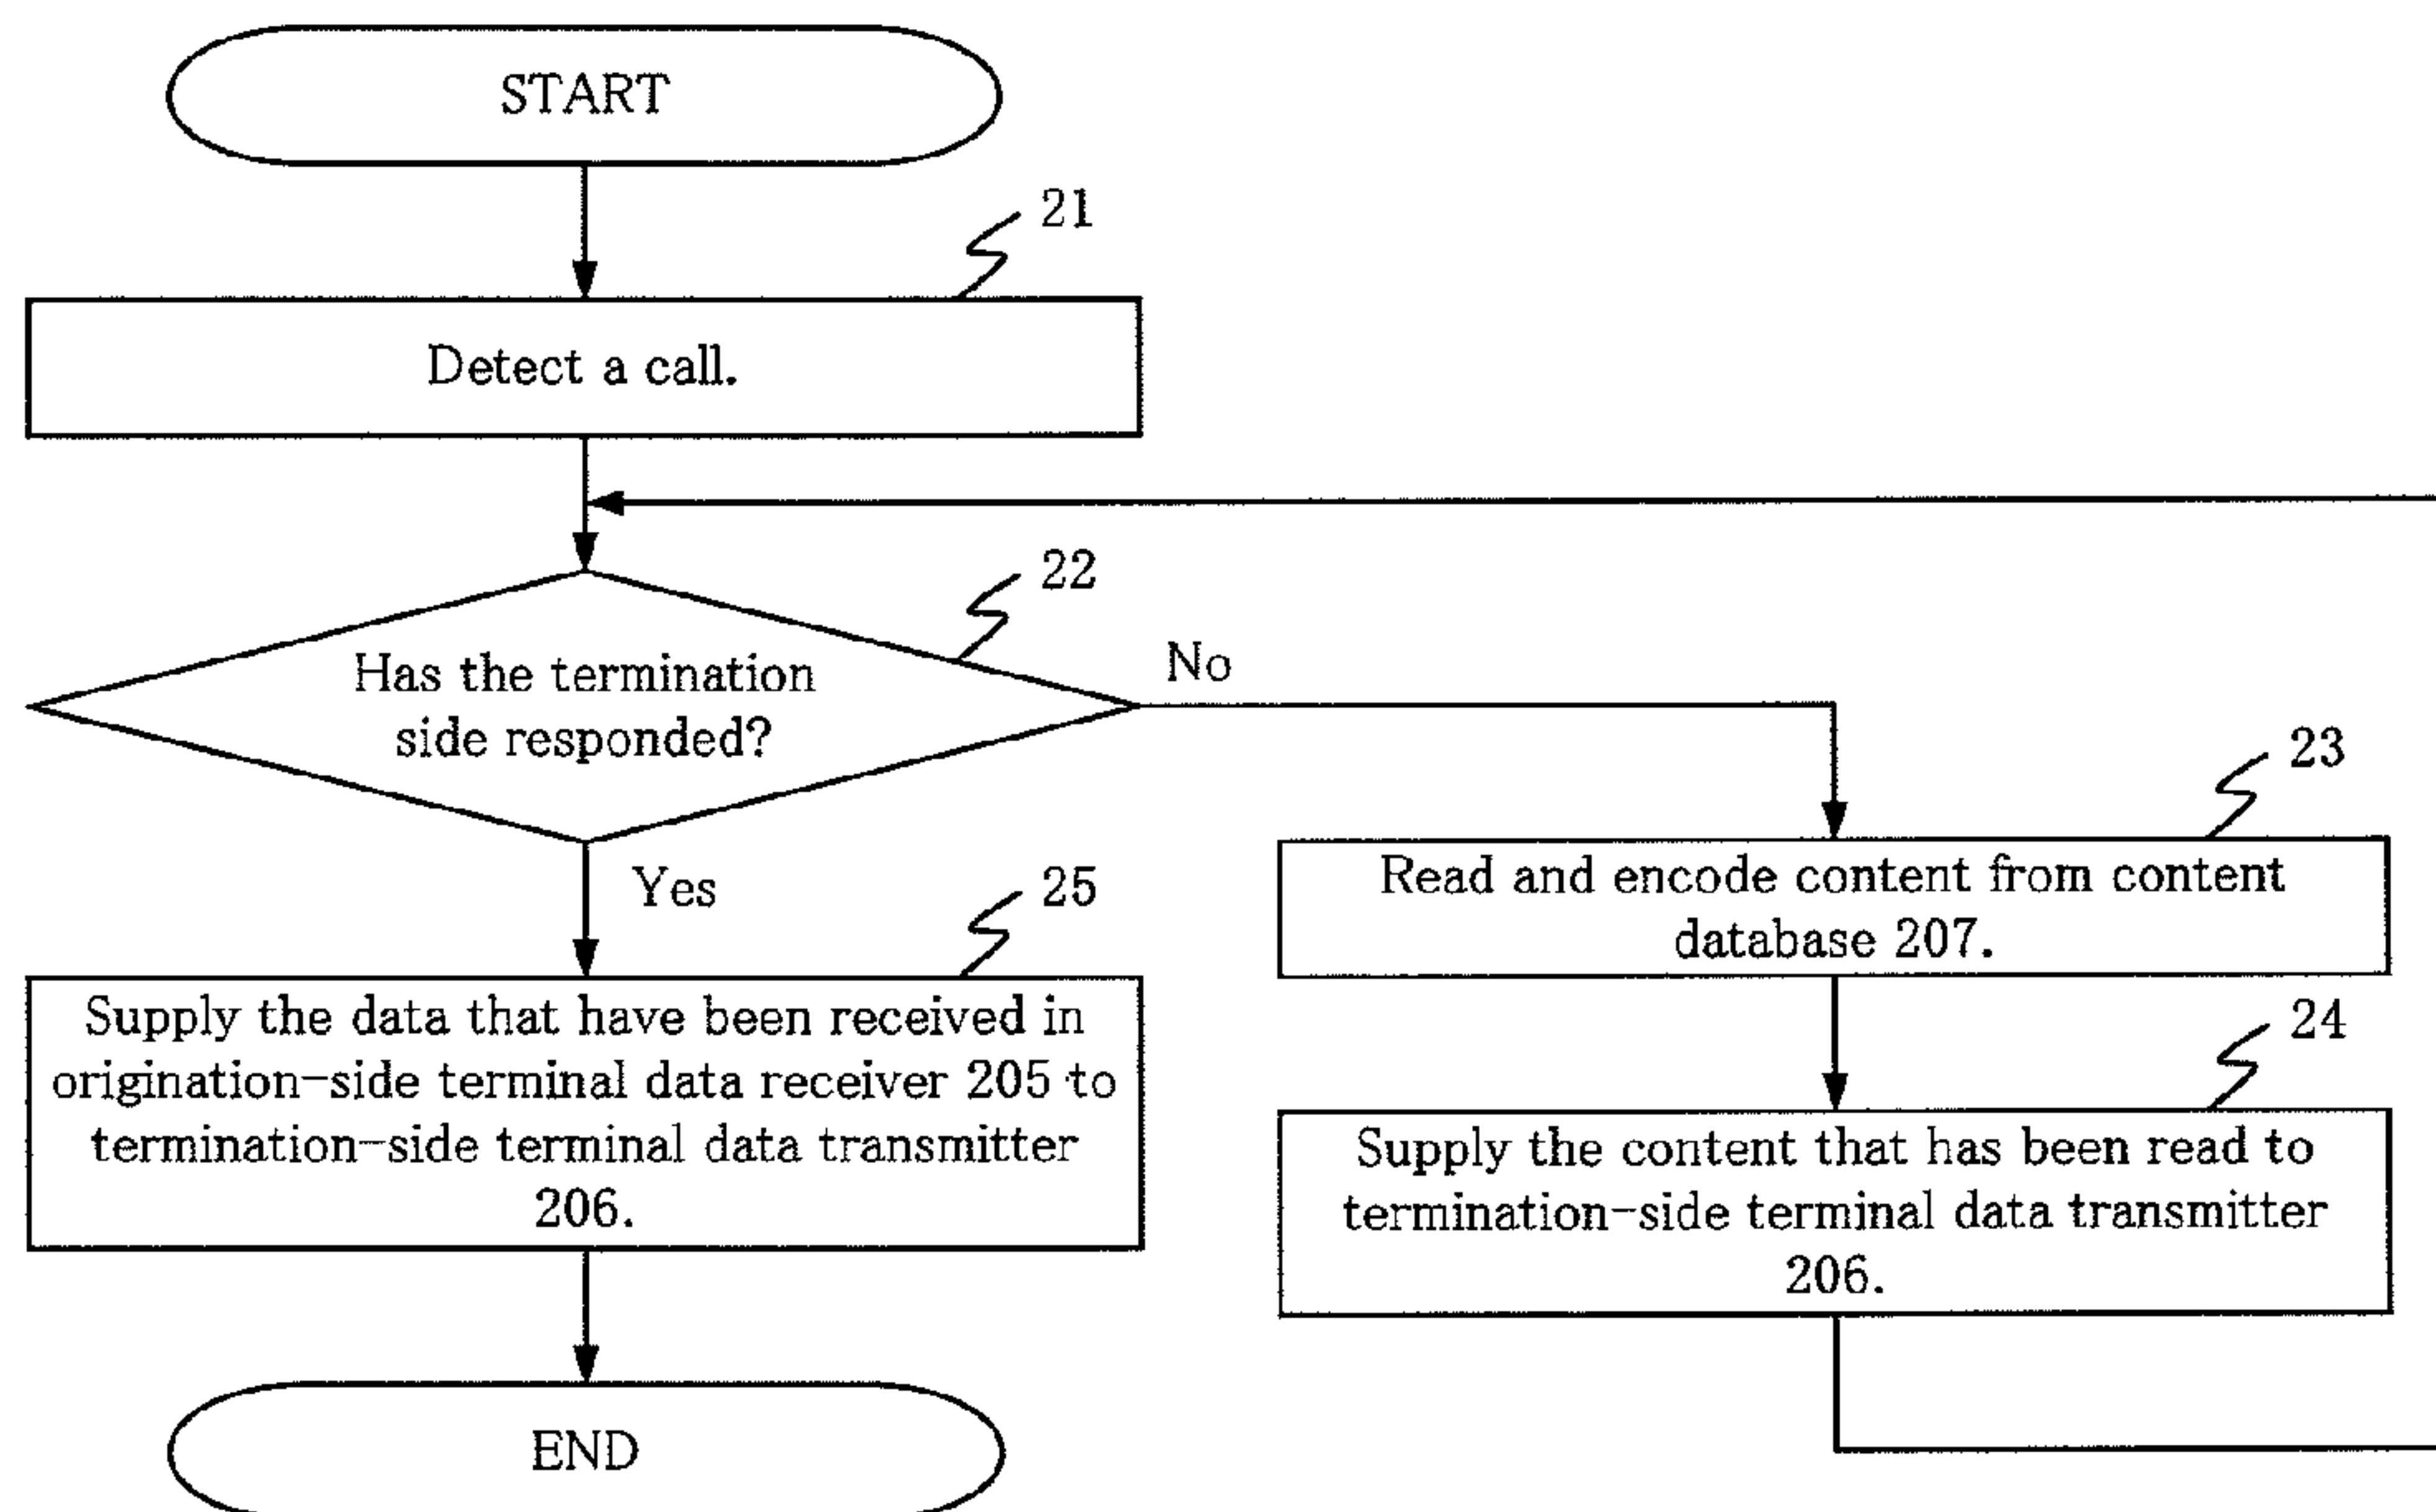 START
21
Detect a call.
22
Has the termination
side responded?
No
Yes
23
Read and encode content from content
database 207.
25
Supply the data that have been received in
origination-side terminal data receiver 205 to
termination-side terminal data transmitter
206.
24
Supply the content that has been read to
termination-side terminal data transmitter
206.
END